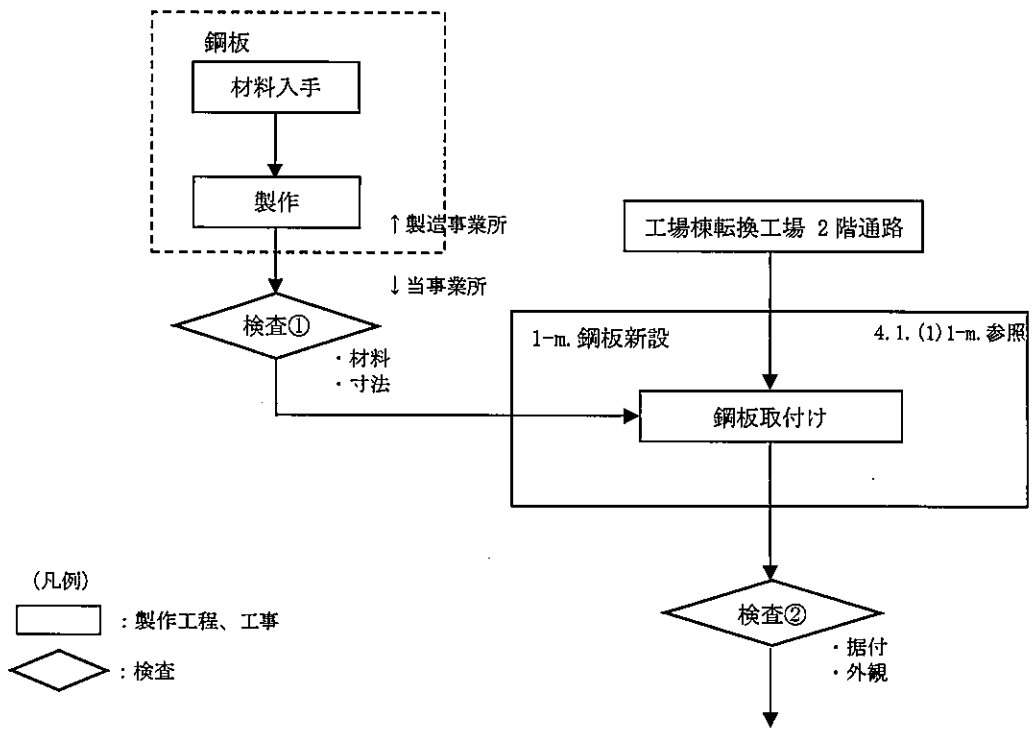 鋼板
材料入手
製作
↑製造事業所
↓当事業所
検査①
・材料
・寸法
工場棟転換工場 2階通路
1-m. 鋼板新設
4.1.(1)1-m.参照
鋼板取付け
検査②
・据付
・外観
(凡例)
：製作工程、工事
：検査